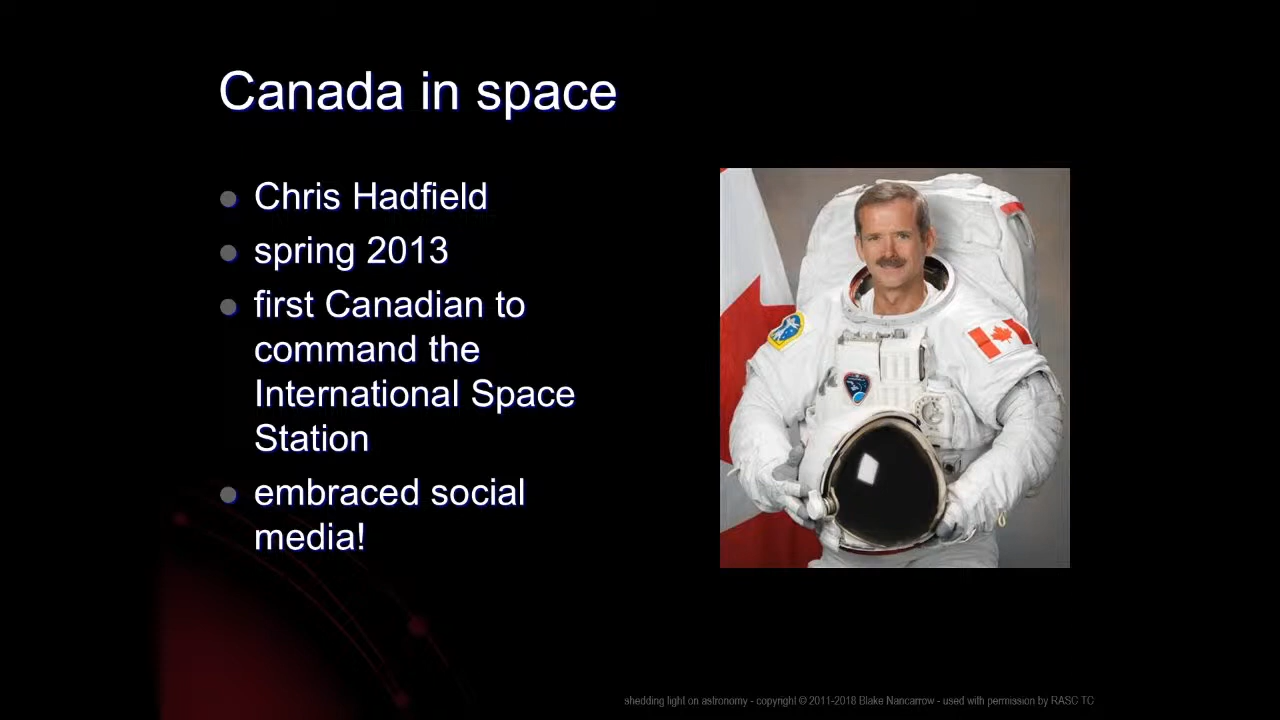 Canada in space
Chris Hadfield
spring 2013
first Canadian to
command the
International Space
Station
embraced social
media!
shedding light on astronomy - copyright © 2011-2018 Blake Nancarrow - used with permission by RASC TC